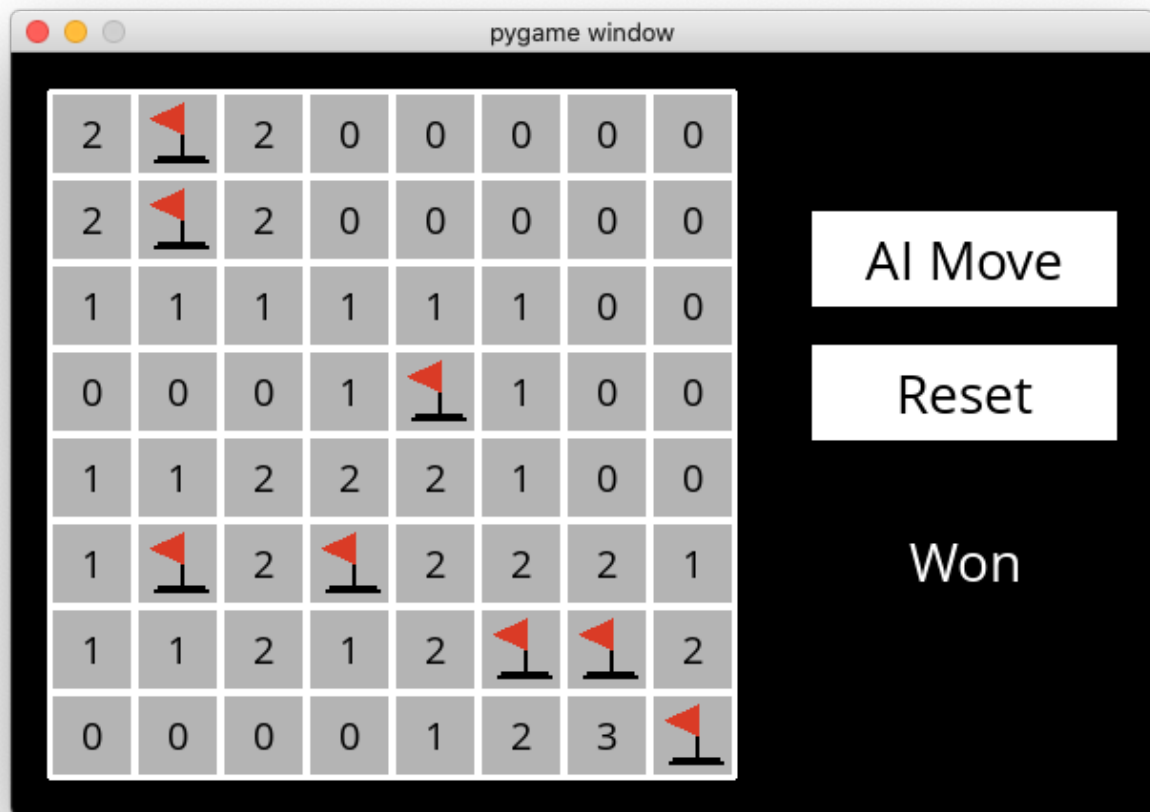 pygame window
2 2 0 0 0 0 0
2 2 0 0 0 0 0
AI Move
1 1 1 1 1 1 0 0
0 0 0 1 1 0 0
Reset
1 1 2 2 2 1 0 0
1 2 2 2 2 1
Won
1 1 2 1 2 2
0 0 0 0 1 2 3